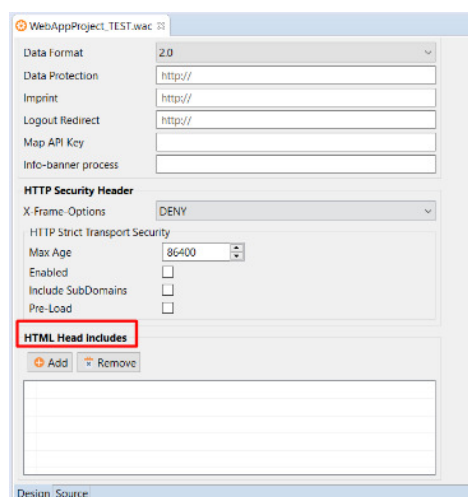 WebAppProject_TEST.wac
Data Format 2.0
Data Protection http://
Imprint http://
Logout Redirect http://
Map API Key
Info-banner process
HTTP Security Header
X-Frame-Options DENY
HTTP Strict Transport Security
Max Age 86400
Enabled
Include SubDomains
Pre-Load
HTML Head Includes
Add Remove
Design Source